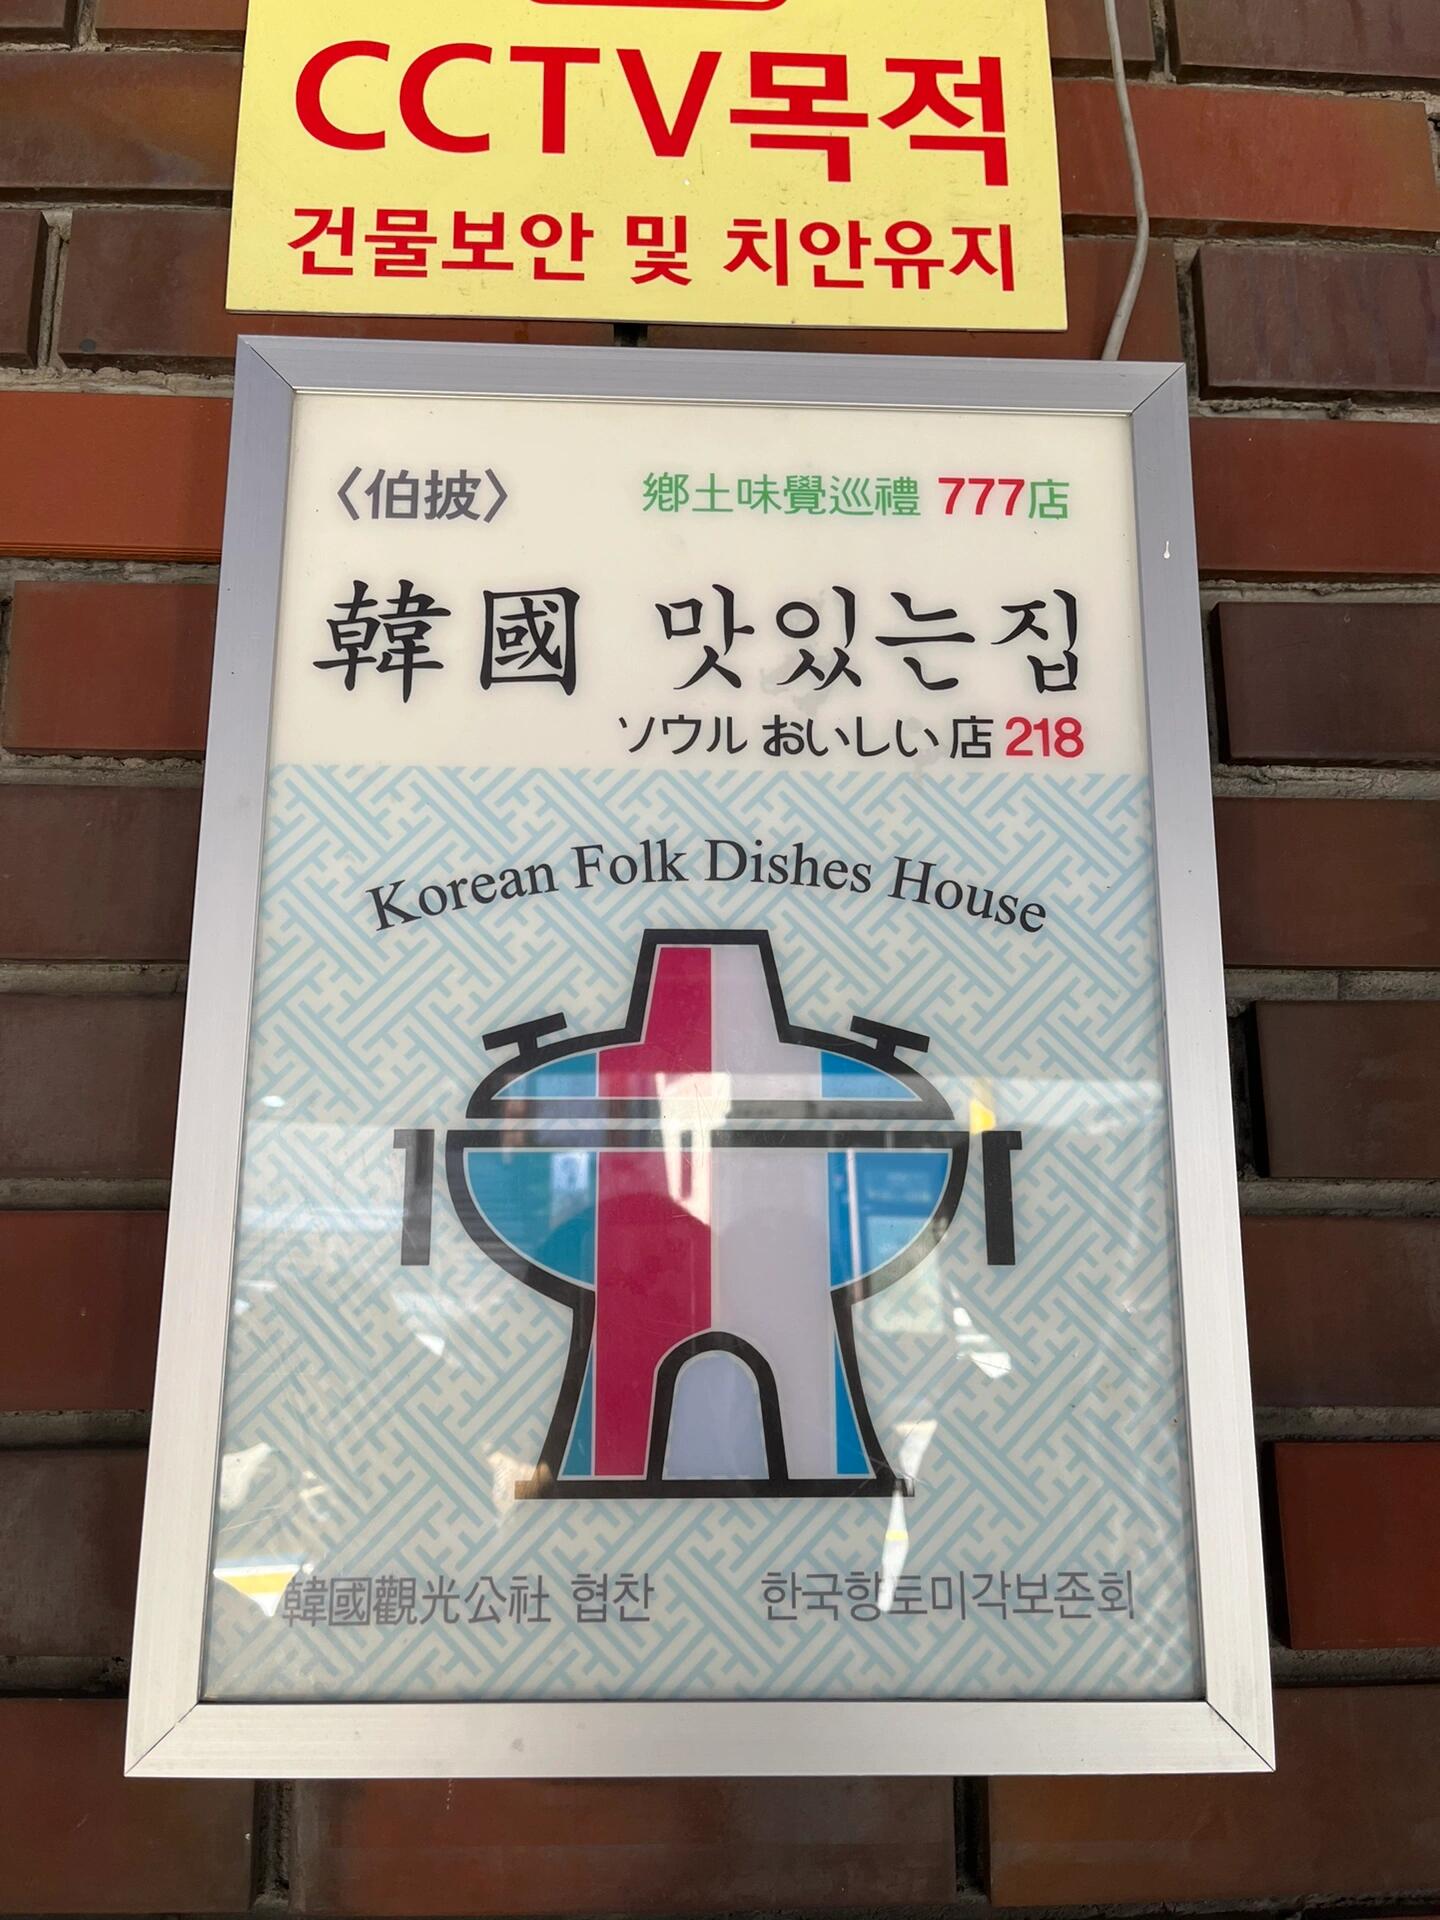 CCTV목적
건물보안 및 치안유지
〈伯披〉 鄕土味覺巡禮 777店
韓國 맛있는집
ソウル おいしい店 218
Korean Folk Dishes House
韓國觀光公社 협찬 한국향토미각보존회